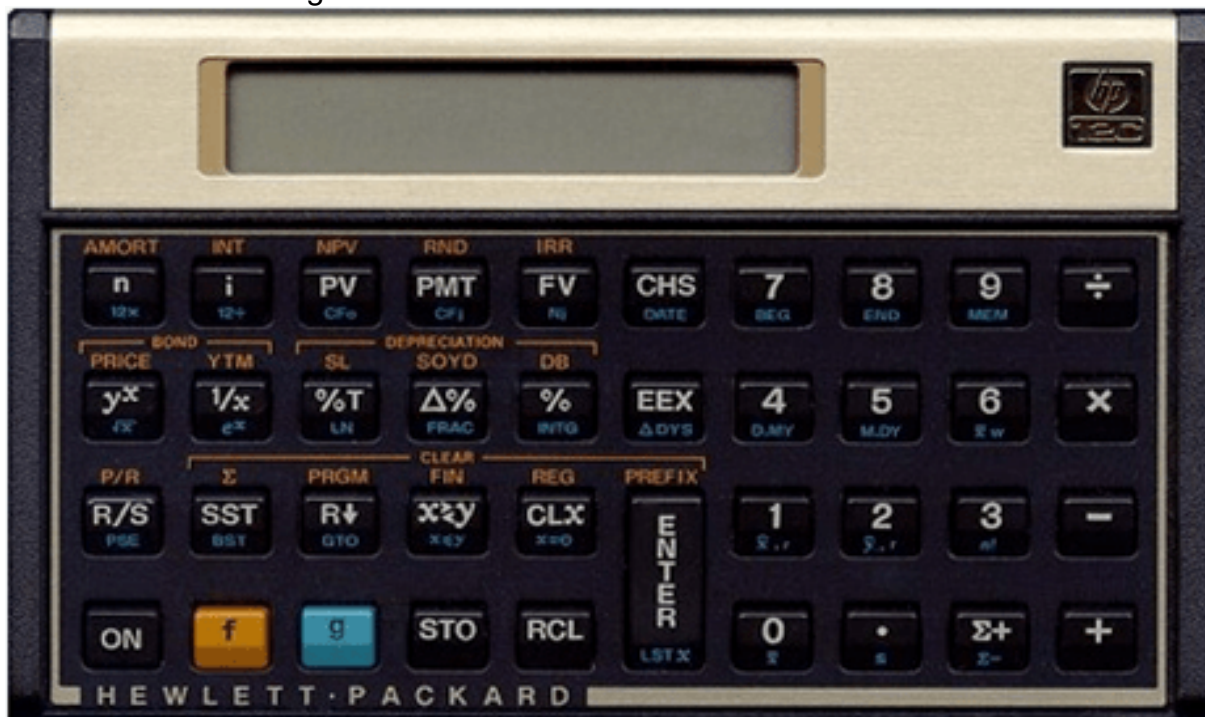 hp
12C
AMORT INT NPV RND IRR
n i PV PMT FV CHS 7 8 9 ÷
12× 12÷ CFo CFj Nj DATE BEG END MEM
BOND DEPRECIATION
PRICE YTM SL SOYD DB
yˣ 1/x %T Δ% % EEX 4 5 6 ×
√x eˣ LN FRAC INTG ΔDYS D.MY M.DY x̄w
CLEAR
P/R Σ PRGM FIN REG PREFIX
R/S SST R↓ x≷y CLx ENTER 1 2 3 −
PSE BST GTO x≤y x=0 x̂,r ŷ,r n!
ON f g STO RCL 0 • Σ+ +
LSTx x̄ s Σ−
HEWLETT·PACKARD